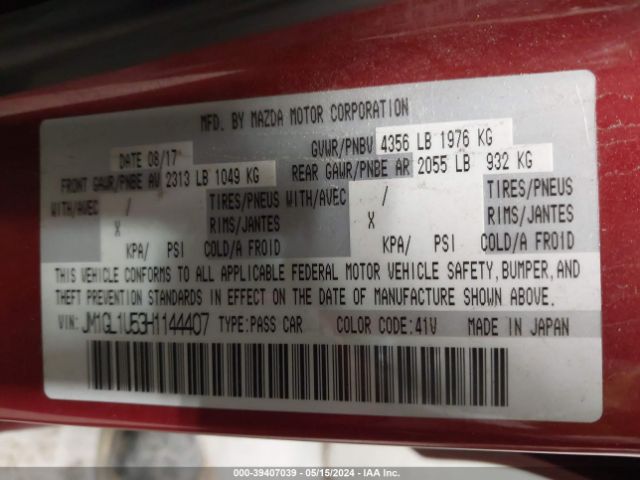 MFD. BY MAZDA MOTOR CORPORATION
DATE 08/17 GVWR/PNBV 4356 LB 1976 KG
FRONT GAWR/PNBE AV 2313 LB 1049 KG REAR GAWR/PNBE AR 2055 LB 932 KG
WITH/AVEC / TIRES/PNEUS WITH/AVEC / TIRES/PNEUS
X RIMS/JANTES X RIMS/JANTES
KPA/ PSI COLD/A FROID KPA/ PSI COLD/A FROID
THIS VEHICLE CONFORMS TO ALL APPLICABLE FEDERAL MOTOR VEHICLE SAFETY, BUMPER, AND
THEFT PREVENTION STANDARDS IN EFFECT ON THE DATE OF MANUFACTURE SHOWN ABOVE.
VIN: JM1GL1U53H1144407 TYPE:PASS CAR COLOR CODE:41V MADE IN JAPAN
000-39407039 - 05/15/2024 - IAA Inc.